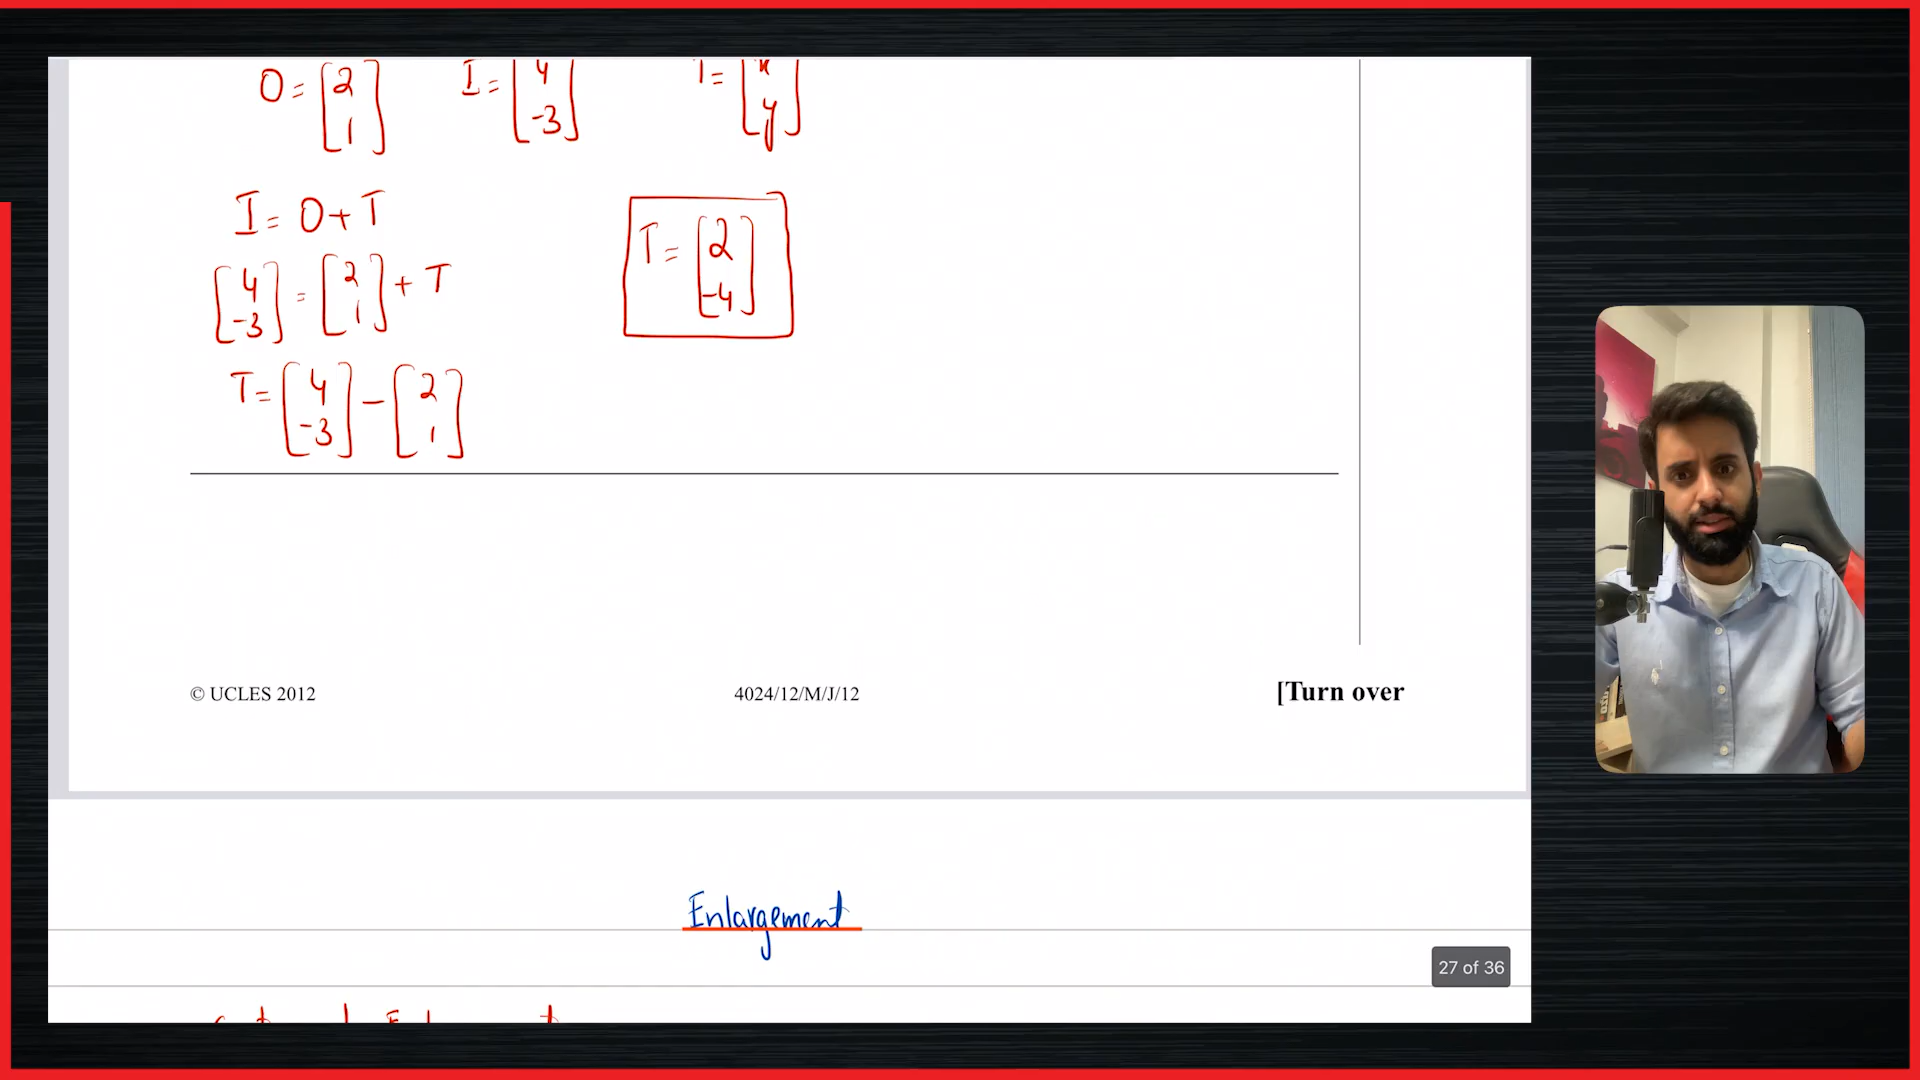 O = [2 1] I = [4 -3] T = [x y]
I = O + T
T = [2 -4]
[4 -3] = [2 1] + T
T = [4 -3] - [2 1]
© UCLES 2012 4024/12/M/J/12 [Turn over
Enlargement
27 of 36